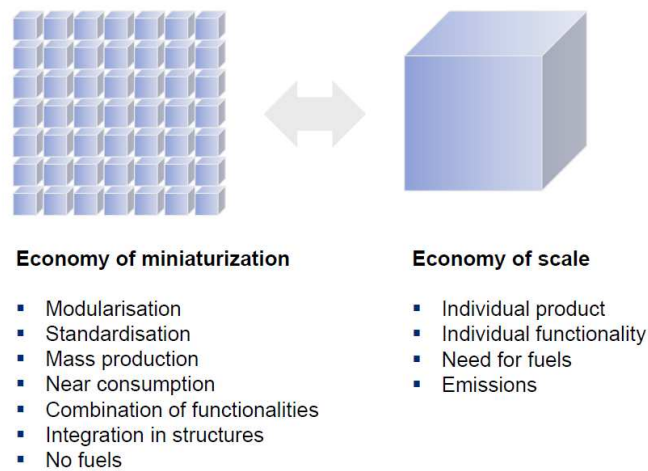 Economy of miniaturization
Modularisation
Standardisation
Mass production
Near consumption
Combination of functionalities
Integration in structures
No fuels
Economy of scale
Individual product
Individual functionality
Need for fuels
Emissions